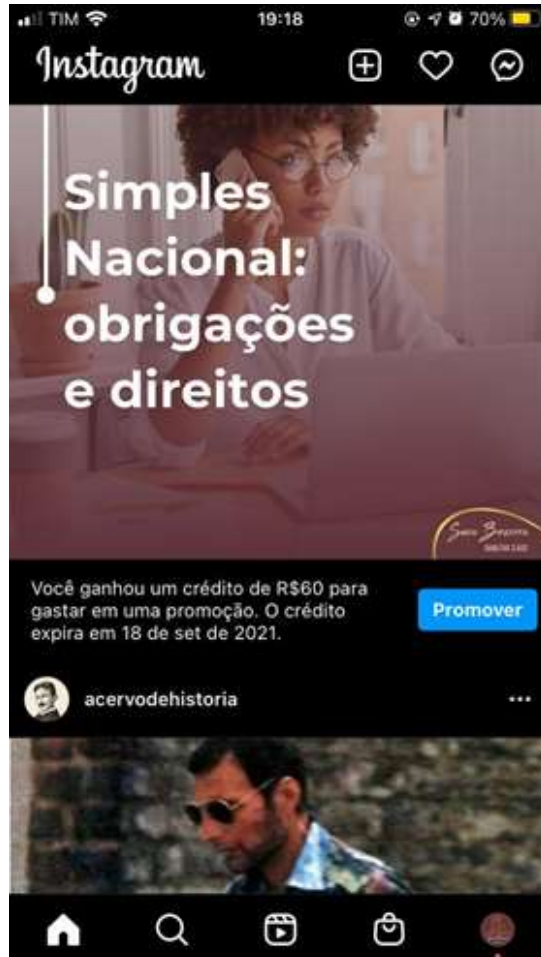 TIM 19:18 70%
Instagram
Simples
Nacional:
obrigações
e direitos
Você ganhou um crédito de R$60 para
gastar em uma promoção. O crédito
expira em 18 de set de 2021.
Promover
acervodehistoria